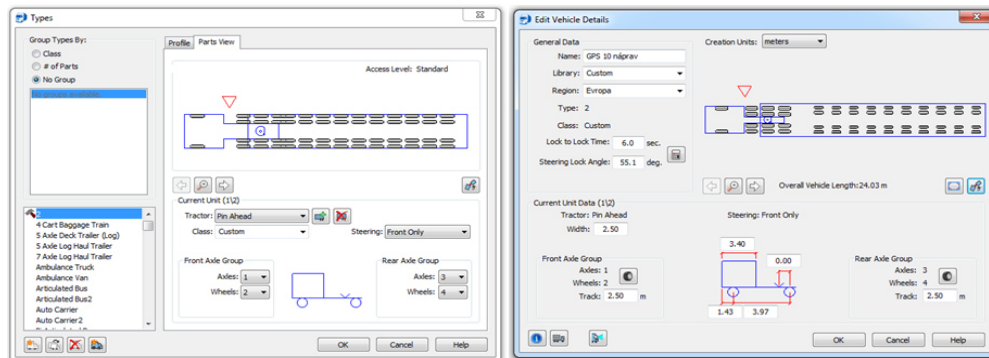 Types
Group Types By:
Class
# of Parts
No Group
No groups available
Profile
Parts View
Access Level: Standard
Current Unit (1\2)
Tractor: Pin Ahead
Class: Custom
Steering: Front Only
Front Axle Group
Axles: 1
Wheels: 2
Rear Axle Group
Axles: 3
Wheels: 4
2
4 Cart Baggage Train
5 Axle Deck Trailer (Log)
5 Axle Log Haul Trailer
7 Axle Log Haul Trailer
Ambulance Truck
Ambulance Van
Articulated Bus
Articulated Bus2
Auto Carrier
Auto Carrier2
OK
Cancel
Help
Edit Vehicle Details
General Data
Name: GPS 10 náprav
Library: Custom
Region: Evropa
Type: 2
Class: Custom
Lock to Lock Time: 6.0 sec.
Steering Lock Angle: 55.1 deg.
Creation Units: meters
Overall Vehicle Length:24.03 m
Current Unit Data (1\2)
Tractor: Pin Ahead
Width: 2.50
Steering: Front Only
Front Axle Group
Axles: 1
Wheels: 2
Track: 2.50 m
3.40
0.00
1.43 3.97
Rear Axle Group
Axles: 3
Wheels: 4
Track: 2.50 m
OK
Cancel
Help